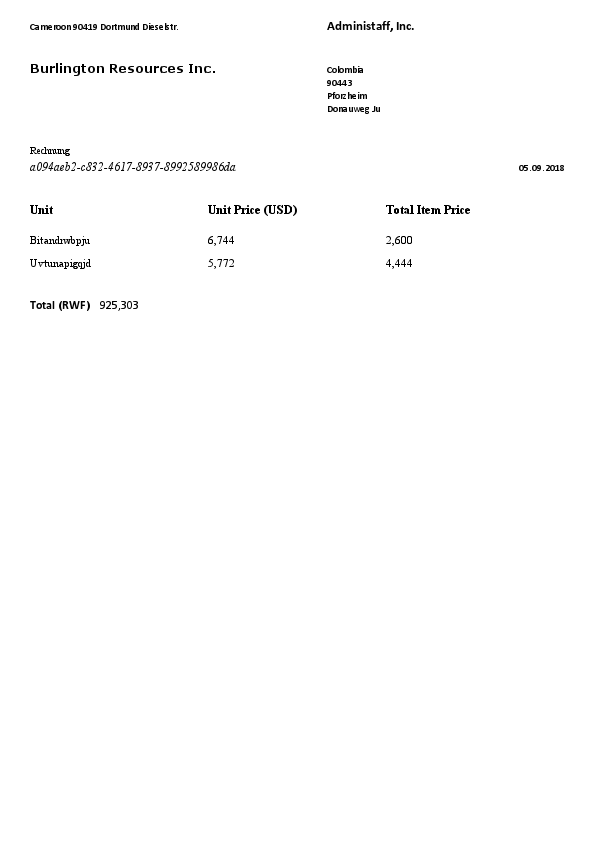 Cameroon 90419 Dortmund Dieselstr.
Administaff, Inc.
Burlington Resources Inc.
Colombia
90443
Pforzheim
Donauweg Ju
Rechnung
a094aeb2-c832-4617-8937-8992589986da
05.09.2018
Unit Unit Price (USD) Total Item Price
Bitandrwbpju 6,744 2,600
Uvtunapigqjd 5,772 4,444
Total (RWF) 925,303